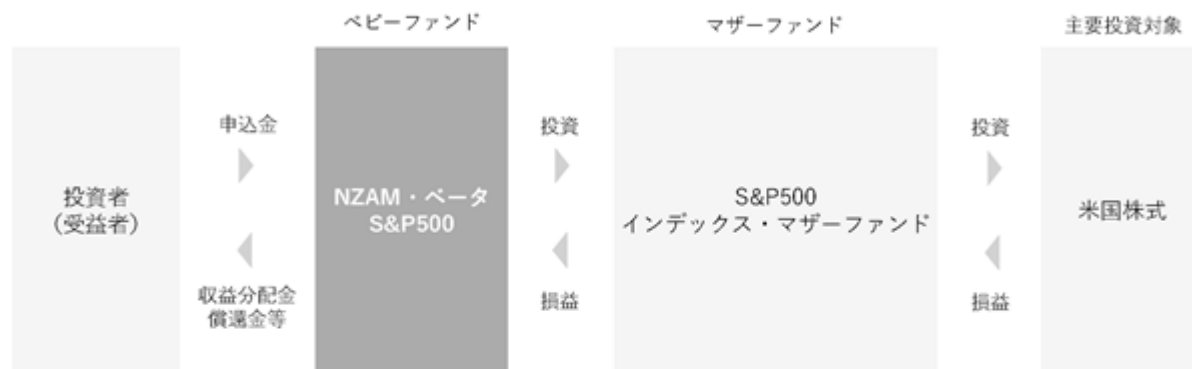 ベビーファンド
マザーファンド
主要投資対象
投資者
（受益者）
申込金
収益分配金
償還金等
NZAM・ベータ
S&P500
投資
損益
S&P500
インデックス・マザーファンド
投資
損益
米国株式